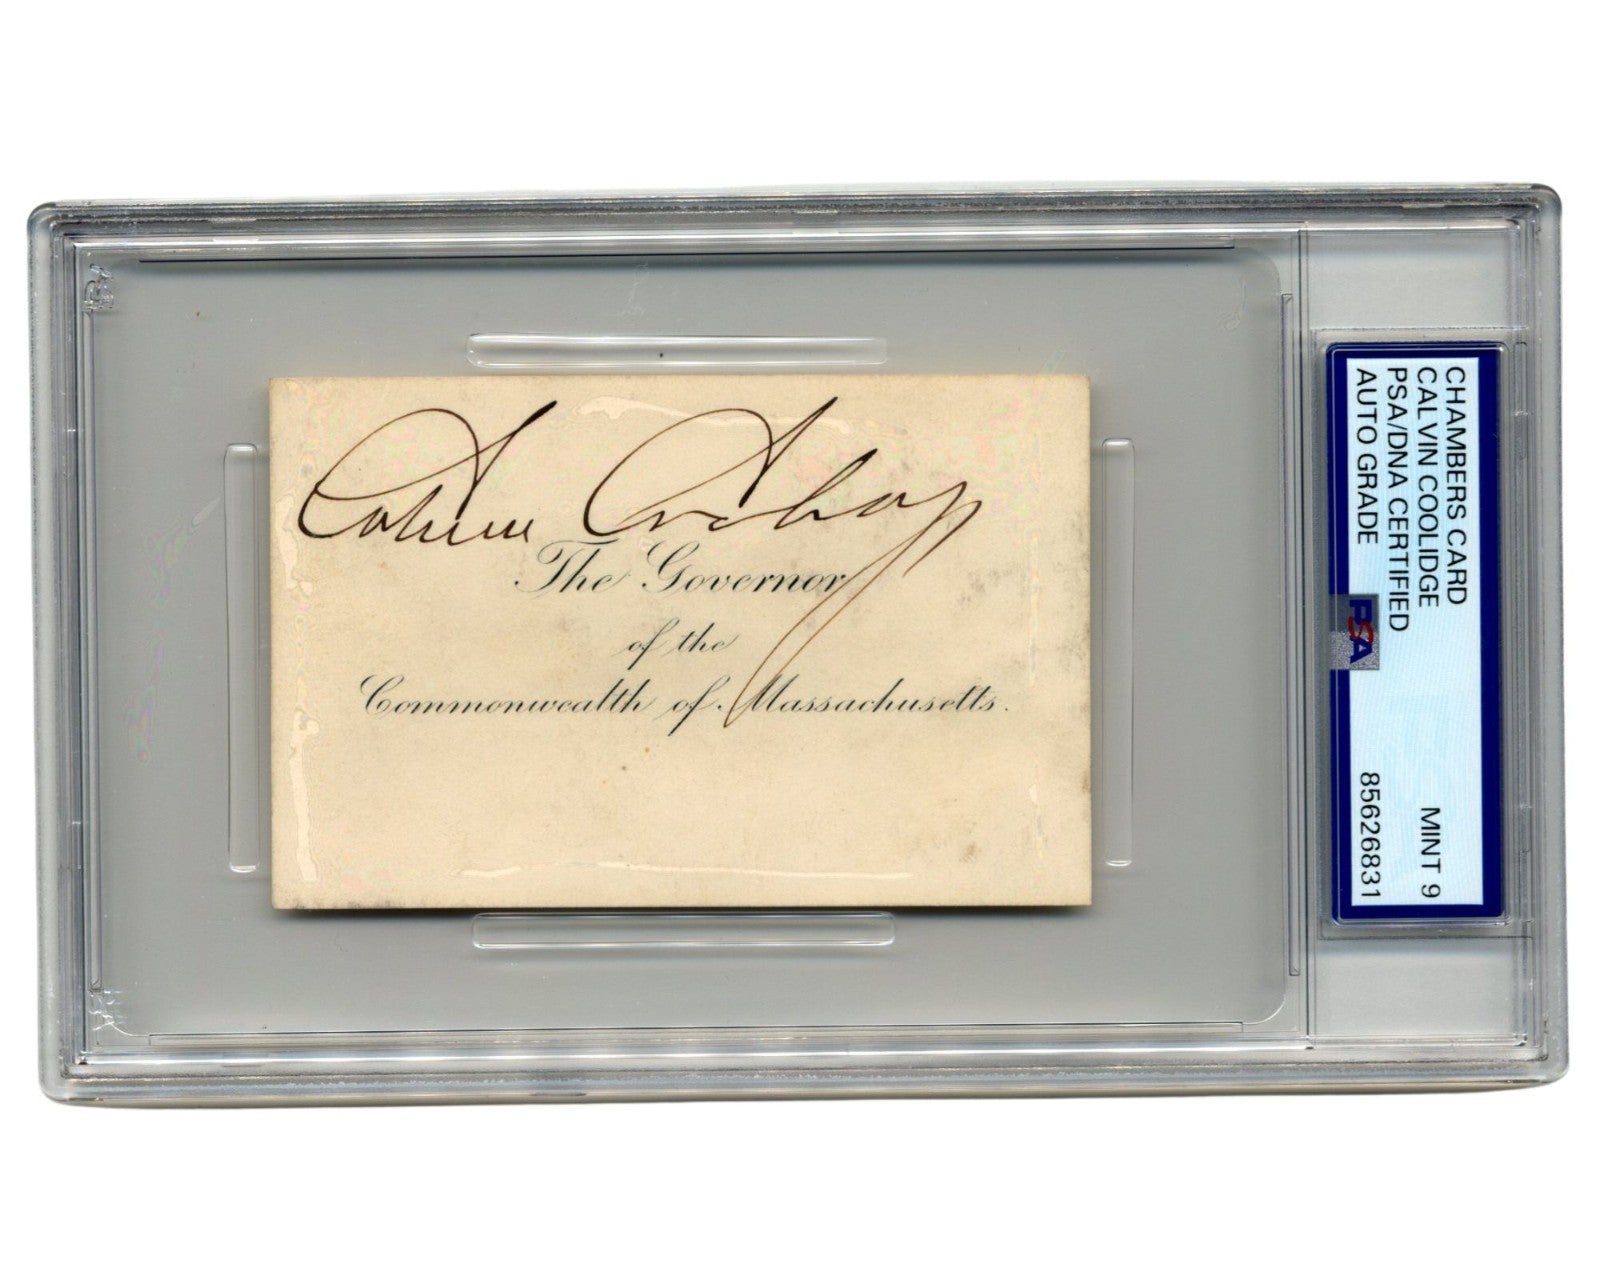 Calvin Coolidge
The Governor
of the
Commonwealth of Massachusetts.
CHAMBERS CARD
CALVIN COOLIDGE
PSA/DNA CERTIFIED
AUTO GRADE
MINT 9
85626831
PSA